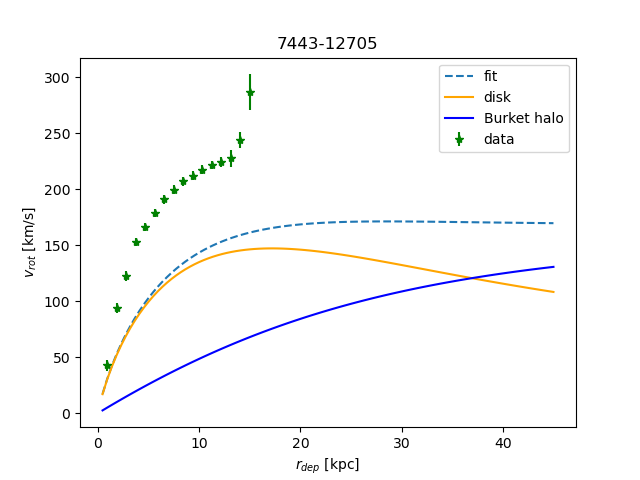 7443-12705
300
250
200
150
100
50
0
v_rot [km/s]
fit
disk
Burket halo
data
0 10 20 30 40
r_dep [kpc]